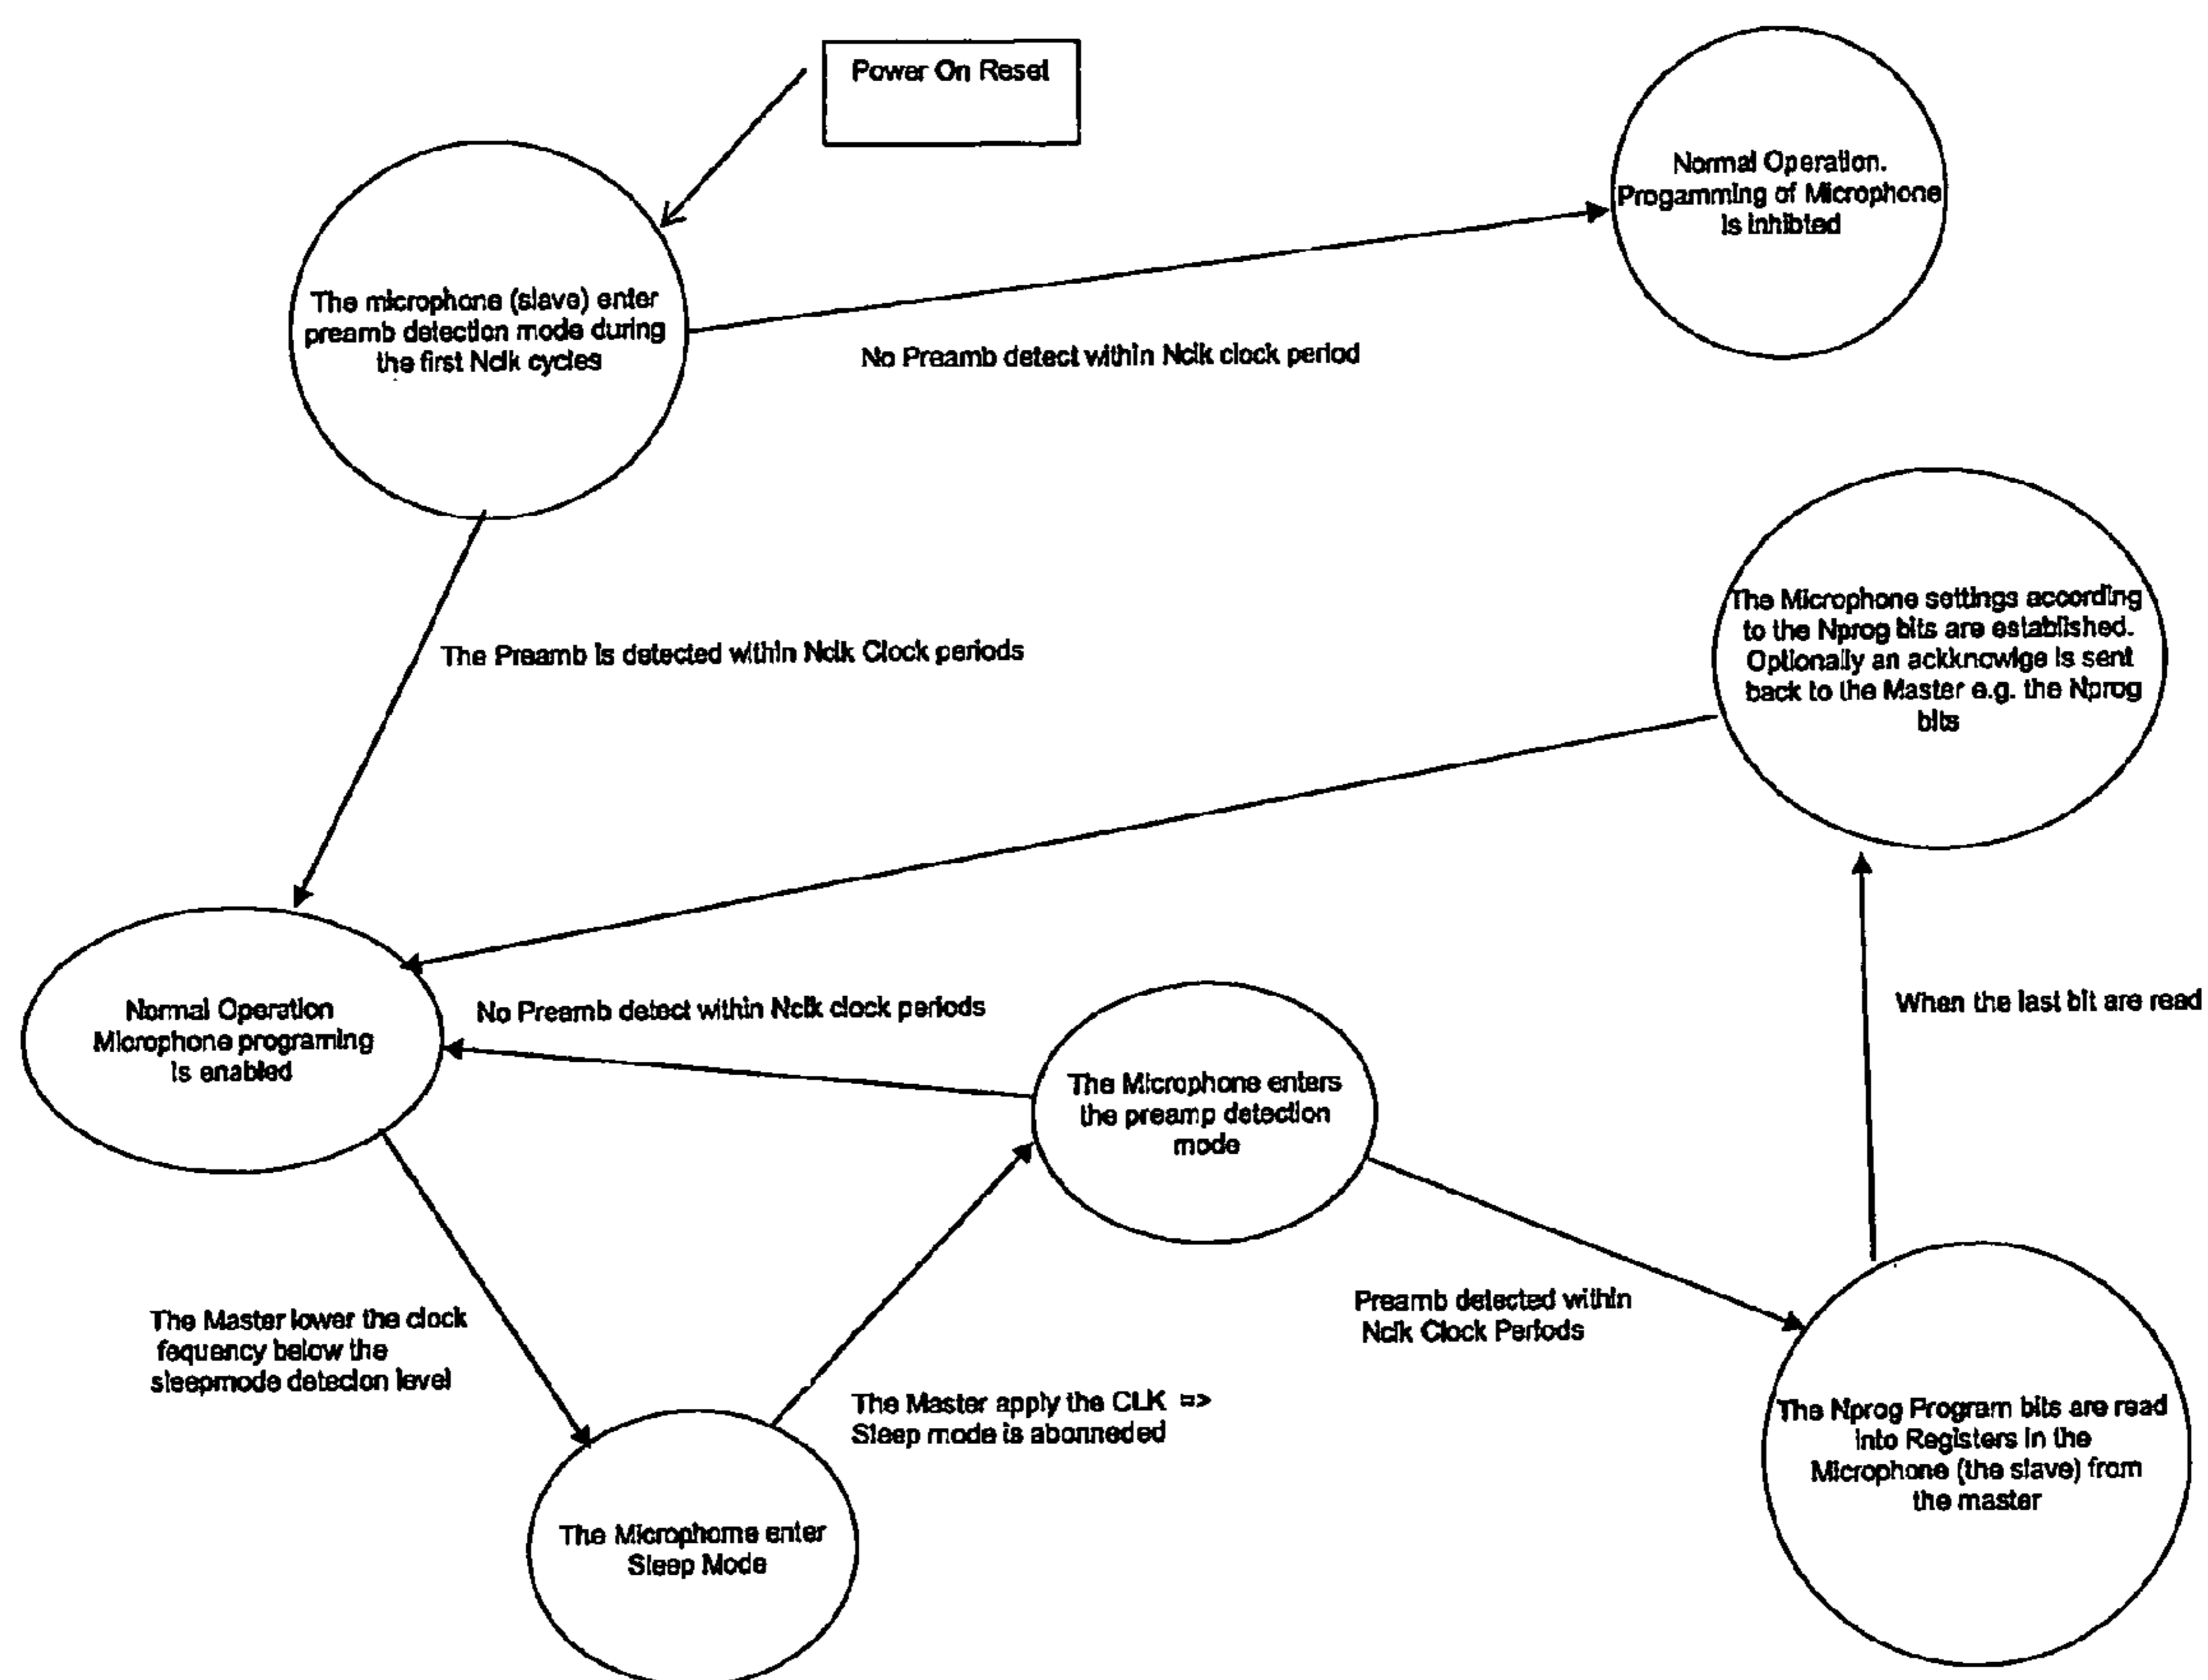 Power On Reset
Normal Operation.
Progamming of Microphone
is inhibted
The microphone (slave) enter
preamb detection mode during
the first Nclk cycles
No Preamb detect within Nclk clock period
The Microphone settings according
to the Nprog bits are established.
Optionally an ackknowlge is sent
back to the Master e.g. the Nprog
bits
The Preamb is detected within Nclk Clock periods
Normal Operation
Microphone programing
is enabled
No Preamb detect within Nclk clock periods
When the last bit are read
The Microphone enters
the preamp detection
mode
The Master lower the clock
fequency below the
sleepmode detecion level
Preamb detected within
Nclk Clock Periods
The Master apply the CLK =>
Sleep mode is abonneded
The Nprog Program bits are read
into Registers in the
Microphone (the slave) from
the master
The Microphome enter
Sleep Mode